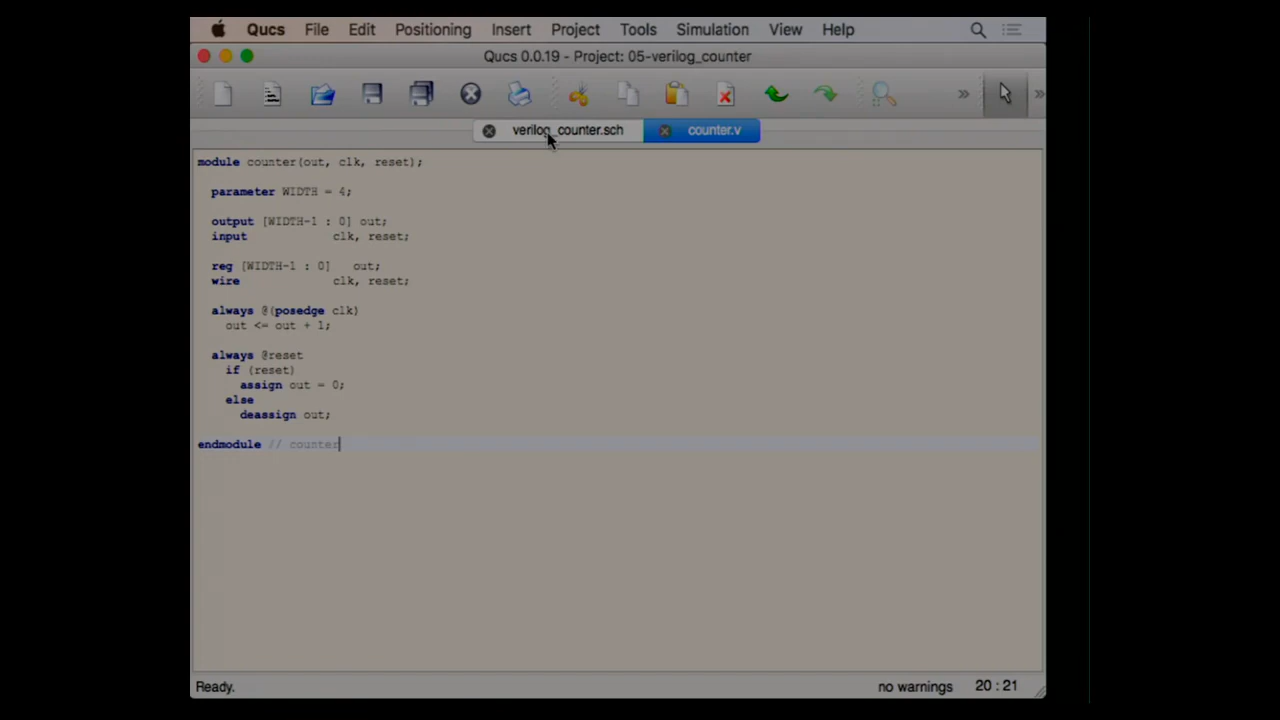 Qucs File Edit Positioning Insert Project Tools Simulation View Help
Qucs 0.0.19 - Project: 05-verilog_counter
verilog_counter.sch counter.v
module counter(out, clk, reset);
parameter WIDTH = 4;
output [WIDTH-1 : 0] out;
input clk, reset;
reg [WIDTH-1 : 0] out;
wire clk, reset;
always @(posedge clk)
out <= out + 1;
always @reset
if (reset)
assign out = 0;
else
deassign out;
endmodule // counter
Ready. no warnings 20 : 21